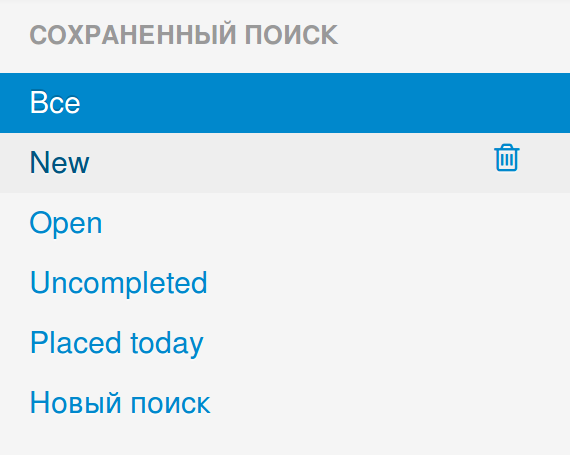 СОХРАНЕННЫЙ ПОИСК
Все
New
Open
Uncompleted
Placed today
Новый поиск